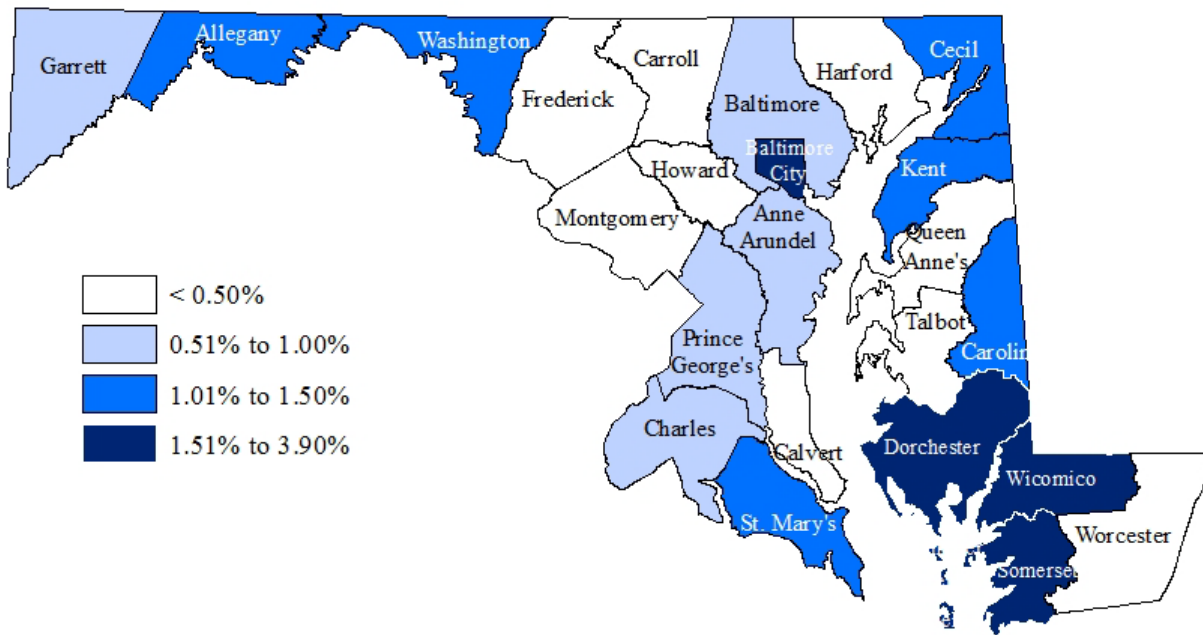 Allegany
Washington
Cecil
Garrett
Carroll
Harford
Frederick
Baltimore
Baltimore
City
Howard
Kent
Montgomery
Anne
Arundel
Queen
Anne's
< 0.50%
0.51% to 1.00%
1.01% to 1.50%
1.51% to 3.90%
Talbot
Prince
George's
Carolin
Charles
Calvert
Dorchester
Wicomico
St. Mary's
Worcester
Somerset